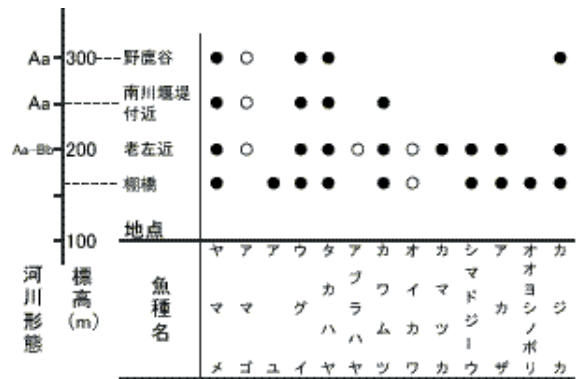 Aa 300 野鹿谷
Aa 南川堰堤
付近
Aa-Bb 200 老左近
棚橋
地点
100
河川形態
標高(m)
魚種名
ヤマメ
アマゴ
アユ
ウグイ
タカハヤ
アブラハヤ
カワムツ
オイカワ
カマツカ
シマドジョウ
アカザ
オオヨシノボリ
カジカ